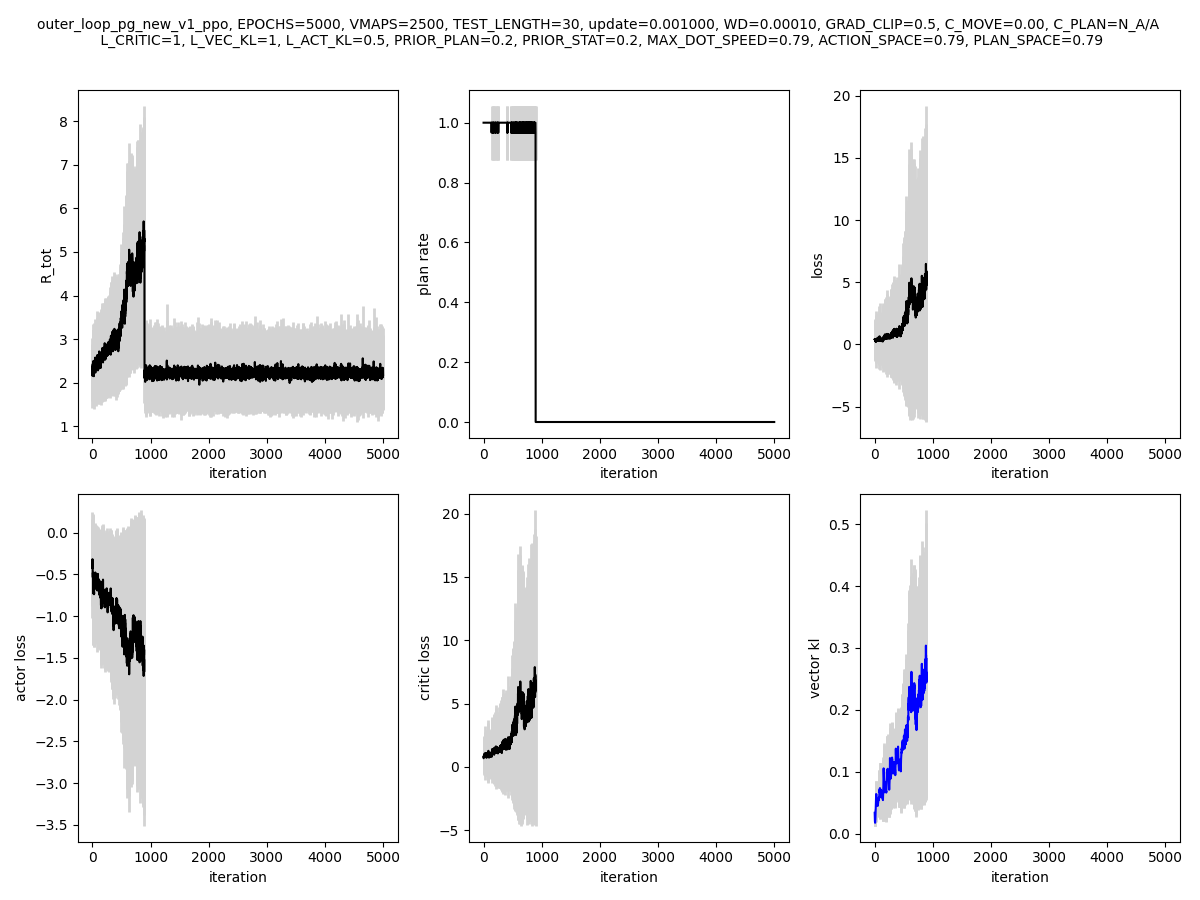 outer_loop_pg_new_v1_ppo, EPOCHS=5000, VMAPS=2500, TEST_LENGTH=30, update=0.001000, WD=0.00010, GRAD_CLIP=0.5, C_MOVE=0.00, C_PLAN=N_A/A
L_CRITIC=1, L_VEC_KL=1, L_ACT_KL=0.5, PRIOR_PLAN=0.2, PRIOR_STAT=0.2, MAX_DOT_SPEED=0.79, ACTION_SPACE=0.79, PLAN_SPACE=0.79
R_tot
8
7
6
5
4
3
2
1
0 1000 2000 3000 4000 5000
iteration
plan rate
1.0
0.8
0.6
0.4
0.2
0.0
0 1000 2000 3000 4000 5000
iteration
loss
20
15
10
5
0
−5
0 1000 2000 3000 4000 5000
iteration
actor loss
0.0
−0.5
−1.0
−1.5
−2.0
−2.5
−3.0
−3.5
0 1000 2000 3000 4000 5000
iteration
critic loss
20
15
10
5
0
−5
0 1000 2000 3000 4000 5000
iteration
vector kl
0.5
0.4
0.3
0.2
0.1
0.0
0 1000 2000 3000 4000 5000
iteration